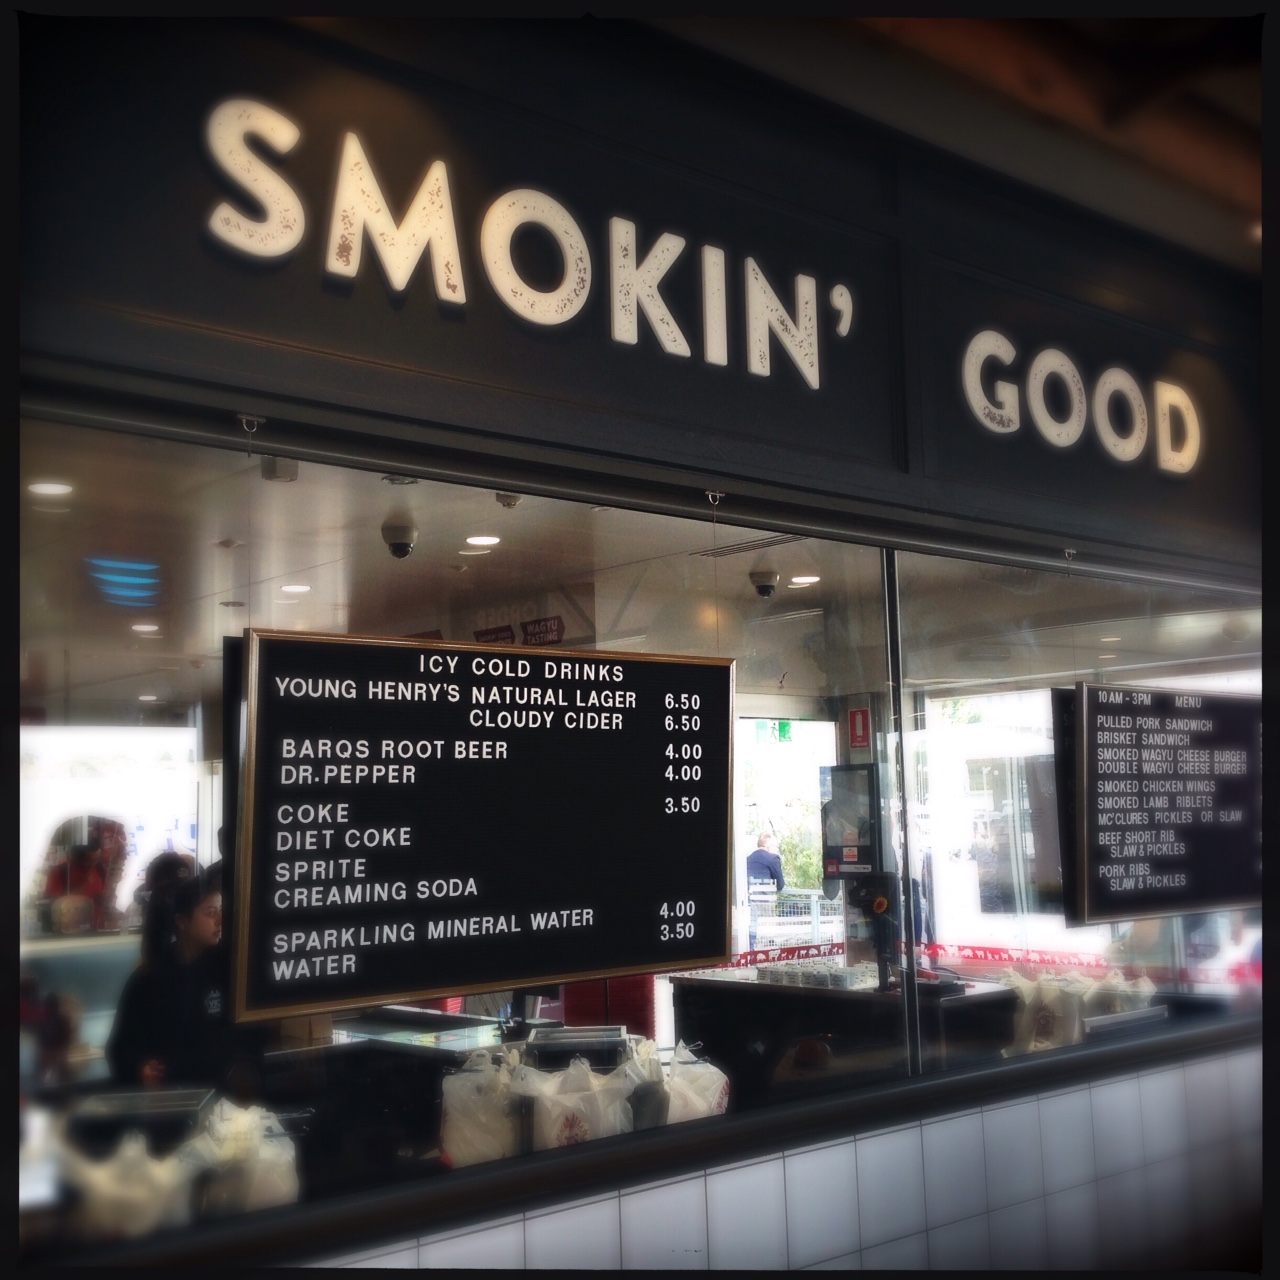 SMOKIN' GOOD
WAGYU
TASTING
ICY COLD DRINKS
YOUNG HENRY'S NATURAL LAGER 6.50
CLOUDY CIDER 6.50
BARQS ROOT BEER 4.00
DR.PEPPER 4.00
COKE 3.50
DIET COKE
SPRITE
CREAMING SODA
SPARKLING MINERAL WATER 4.00
WATER 3.50
10AM - 3PM MENU
PULLED PORK SANDWICH
BRISKET SANDWICH
SMOKED WAGYU CHEESE BURGER
DOUBLE WAGYU CHEESE BURGER
SMOKED CHICKEN WINGS
SMOKED LAMB RIBLETS
MC'CLURES PICKLES OR SLAW
BEEF SHORT RIB
SLAW & PICKLES
PORK RIBS
SLAW & PICKLES